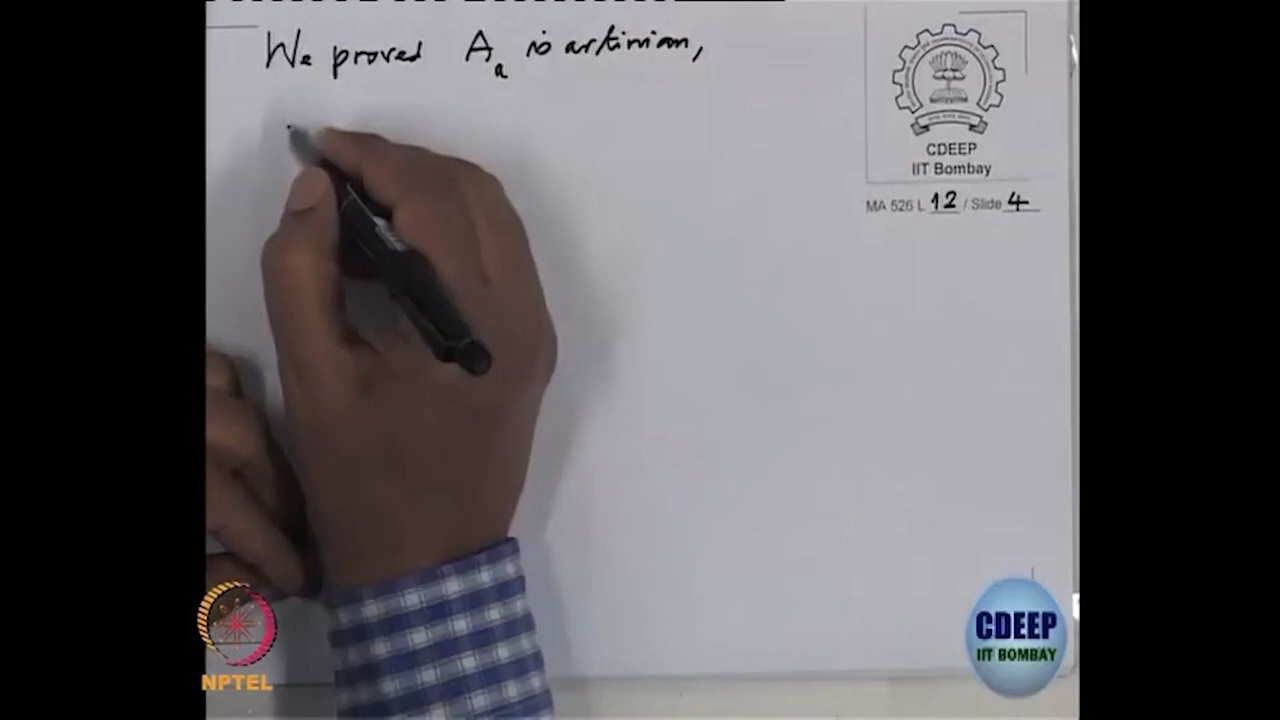 We proved A_a is artinian,
CDEEP
IIT Bombay
MA 526 L 12 / Slide 4
CDEEP
IIT BOMBAY
NPTEL